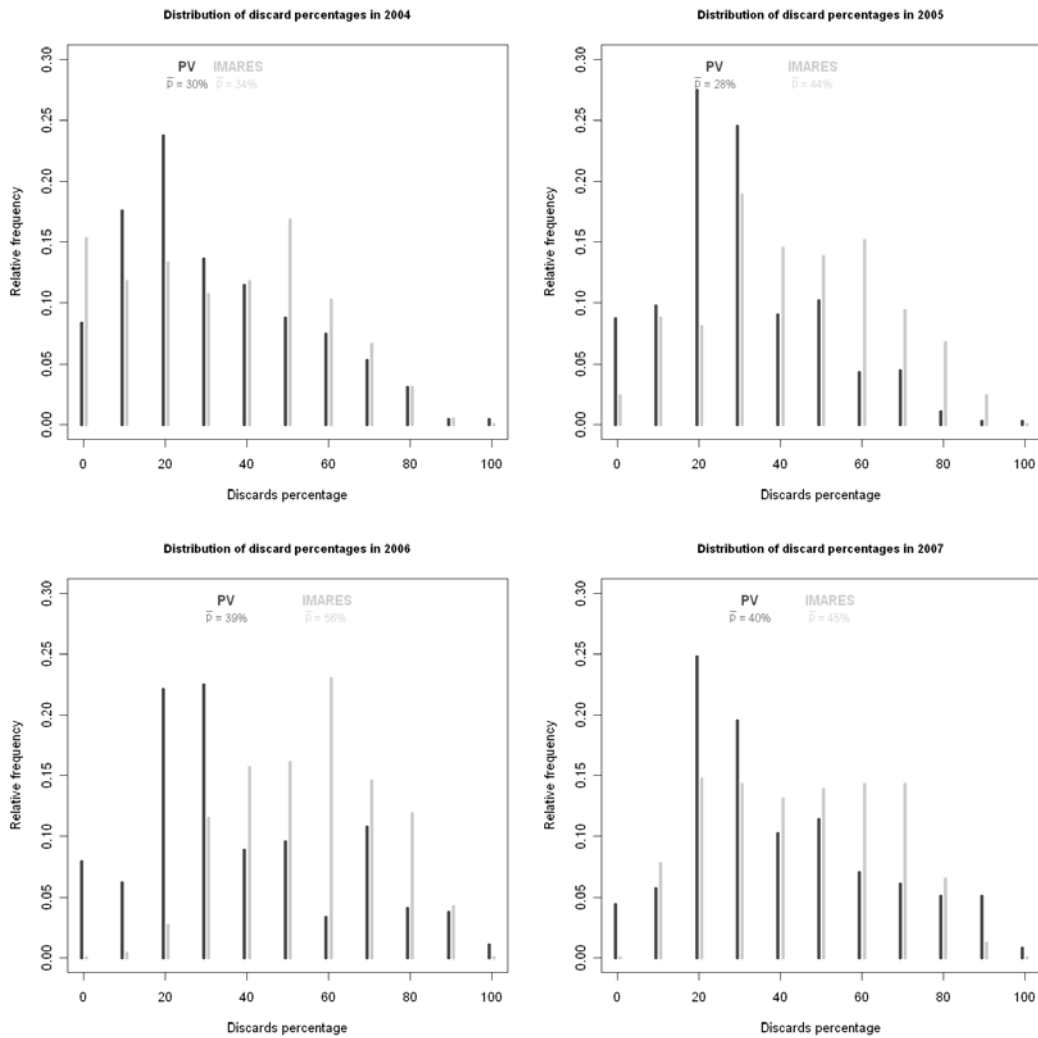 Distribution of discard percentages in 2004
PV IMARES
p̅ = 30% p̅ = 34%
0.30
0.25
0.20
0.15
0.10
0.05
0.00
Relative frequency
0 20 40 60 80 100
Discards percentage
Distribution of discard percentages in 2005
PV IMARES
p̅ = 28% p̅ = 44%
0.30
0.25
0.20
0.15
0.10
0.05
0.00
Relative frequency
0 20 40 60 80 100
Discards percentage
Distribution of discard percentages in 2006
PV IMARES
p̅ = 39% p̅ = 56%
0.30
0.25
0.20
0.15
0.10
0.05
0.00
Relative frequency
0 20 40 60 80 100
Discards percentage
Distribution of discard percentages in 2007
PV IMARES
p̅ = 40% p̅ = 45%
0.30
0.25
0.20
0.15
0.10
0.05
0.00
Relative frequency
0 20 40 60 80 100
Discards percentage